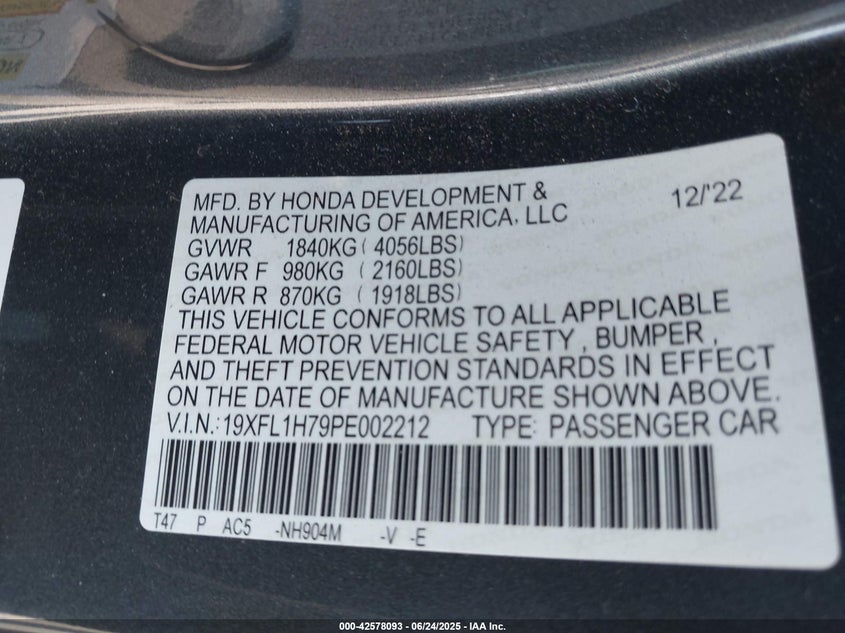 MFD. BY HONDA DEVELOPMENT & 12/'22
MANUFACTURING OF AMERICA, LLC
GVWR 1840KG ( 4056LBS)
GAWR F 980KG ( 2160LBS)
GAWR R 870KG ( 1918LBS)
THIS VEHICLE CONFORMS TO ALL APPLICABLE
FEDERAL MOTOR VEHICLE SAFETY , BUMPER ,
AND THEFT PREVENTION STANDARDS IN EFFECT
ON THE DATE OF MANUFACTURE SHOWN ABOVE.
V.I.N.: 19XFL1H79PE002212 TYPE: PASSENGER CAR
T47 P AC5 -NH904M -V -E
000-42578093 - 06/24/2025 - IAA Inc.